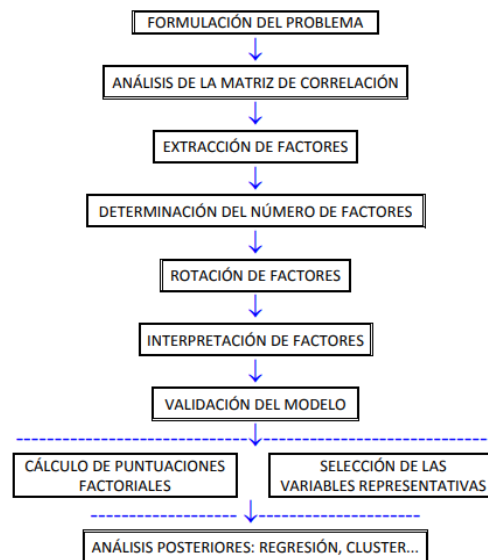 FORMULACIÓN DEL PROBLEMA
ANÁLISIS DE LA MATRIZ DE CORRELACIÓN
EXTRACCIÓN DE FACTORES
DETERMINACIÓN DEL NÚMERO DE FACTORES
ROTACIÓN DE FACTORES
INTERPRETACIÓN DE FACTORES
VALIDACIÓN DEL MODELO
CÁLCULO DE PUNTUACIONES
FACTORIALES
SELECCIÓN DE LAS
VARIABLES REPRESENTATIVAS
ANÁLISIS POSTERIORES: REGRESIÓN, CLUSTER...